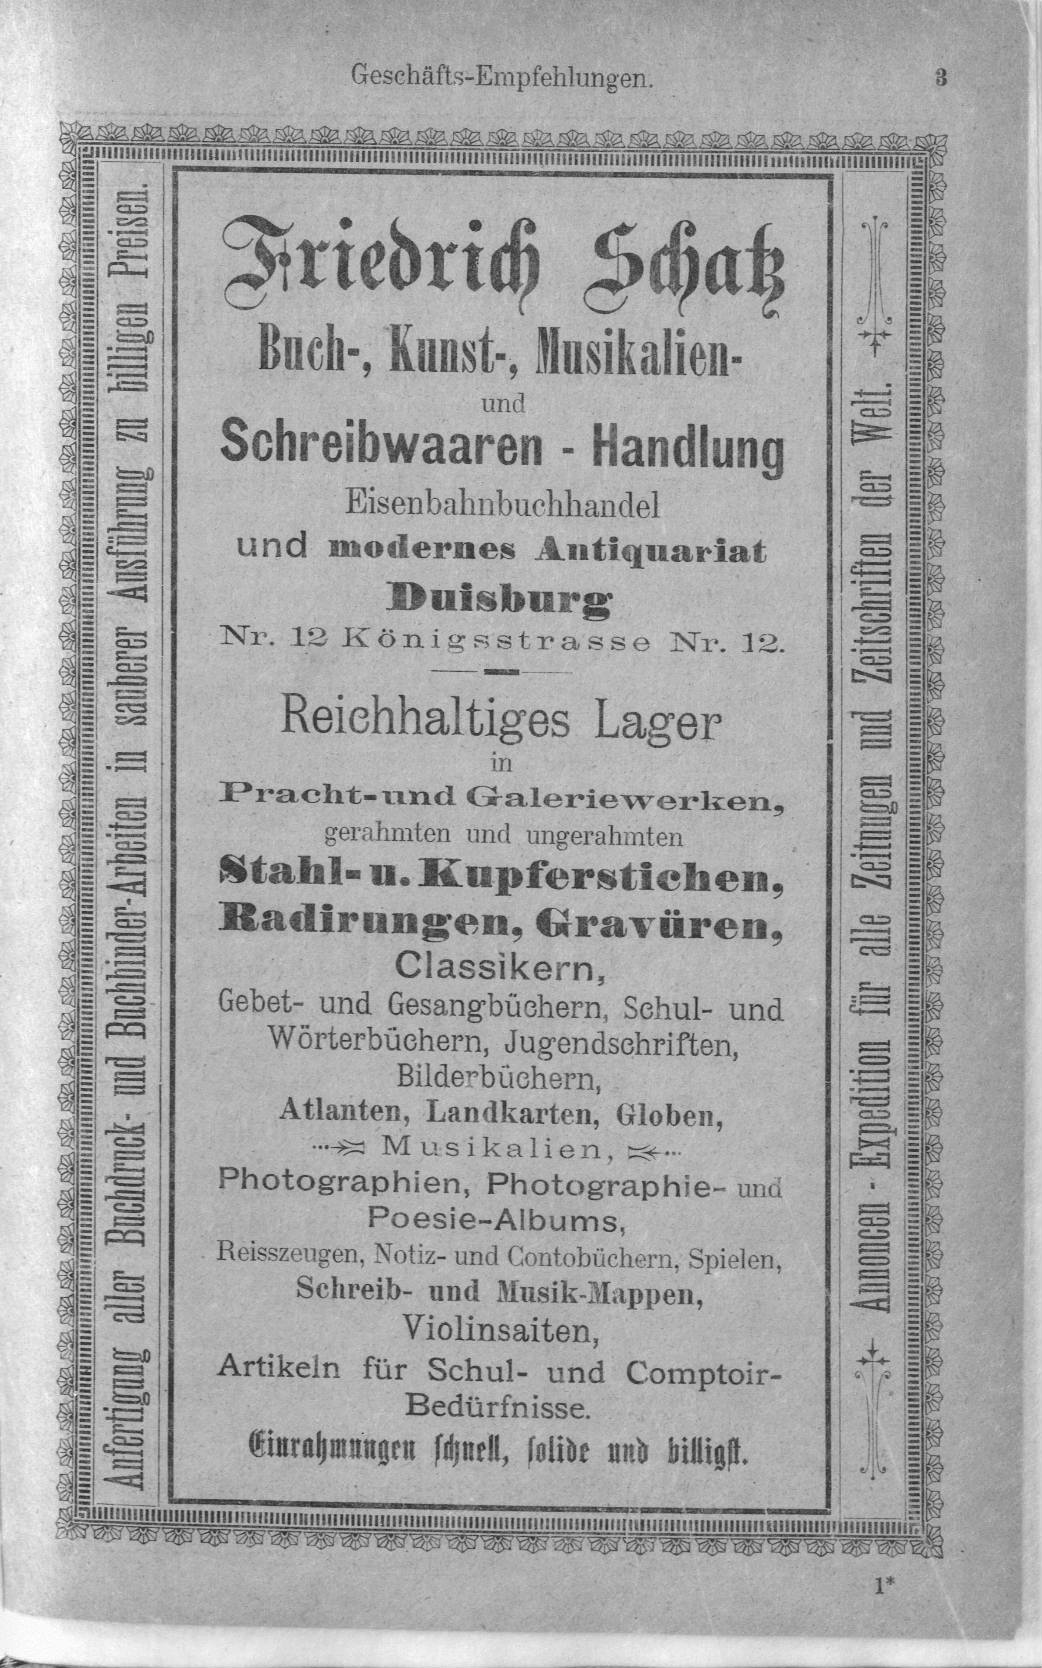 Geschäfts-Empfehlungen.
3
Anfertigung aller Buchdruck- und Buchbinder-Arbeiten in sauberer Ausführung zu billigen Preisen.
Friedrich Schatz
Buch-, Kunst-, Musikalien-
und
Schreibwaaren - Handlung
Eisenbahnbuchhandel
und modernes Antiquariat
Duisburg
Nr. 12 Königsstrasse Nr. 12.
Reichhaltiges Lager
in
Pracht- und Galeriewerken,
gerahmten und ungerahmten
Stahl- u. Kupferstichen,
Radirungen, Gravüren,
Classikern,
Gebet- und Gesangbüchern, Schul- und
Wörterbüchern, Jugendschriften,
Bilderbüchern,
Atlanten, Landkarten, Globen,
Musikalien,
Photographien, Photographie- und
Poesie-Albums,
Reisszeugen, Notiz- und Contobüchern, Spielen,
Schreib- und Musik-Mappen,
Violinsaiten,
Artikeln für Schul- und Comptoir-
Bedürfnisse.
Einrahmungen schnell, solide und billigst.
Annoncen - Expedition für alle Zeitungen und Zeitschriften der Welt.
1*